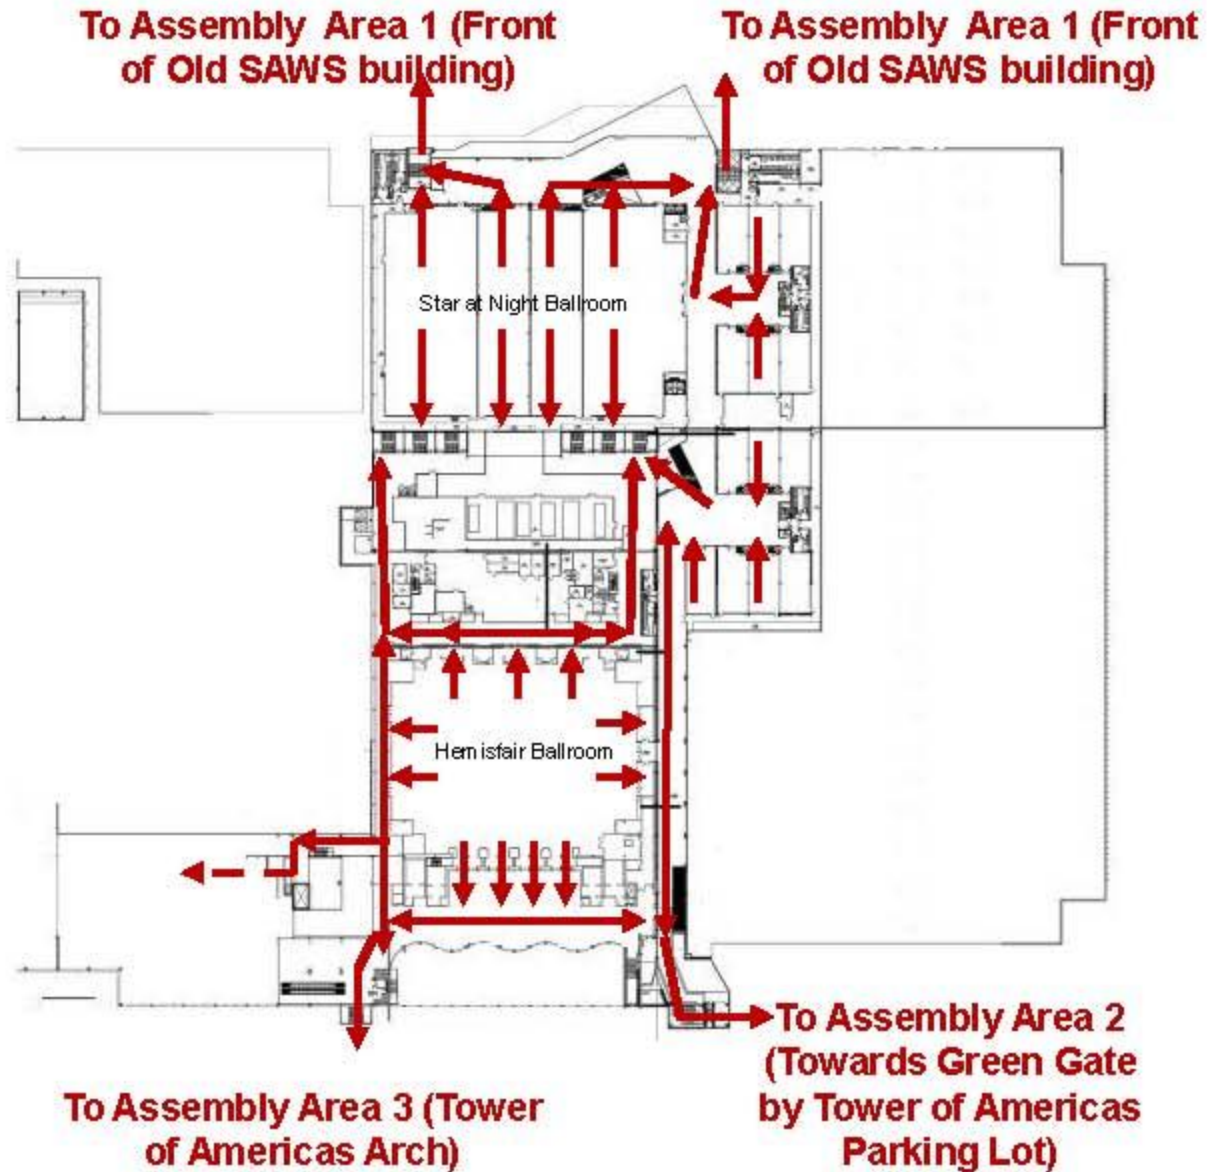 To Assembly Area 1 (Front
of Old SAWS building)
To Assembly Area 1 (Front
of Old SAWS building)
Star at Night Ballroom
Hemisfair Ballroom
To Assembly Area 2
(Towards Green Gate
by Tower of Americas
Parking Lot)
To Assembly Area 3 (Tower
of Americas Arch)